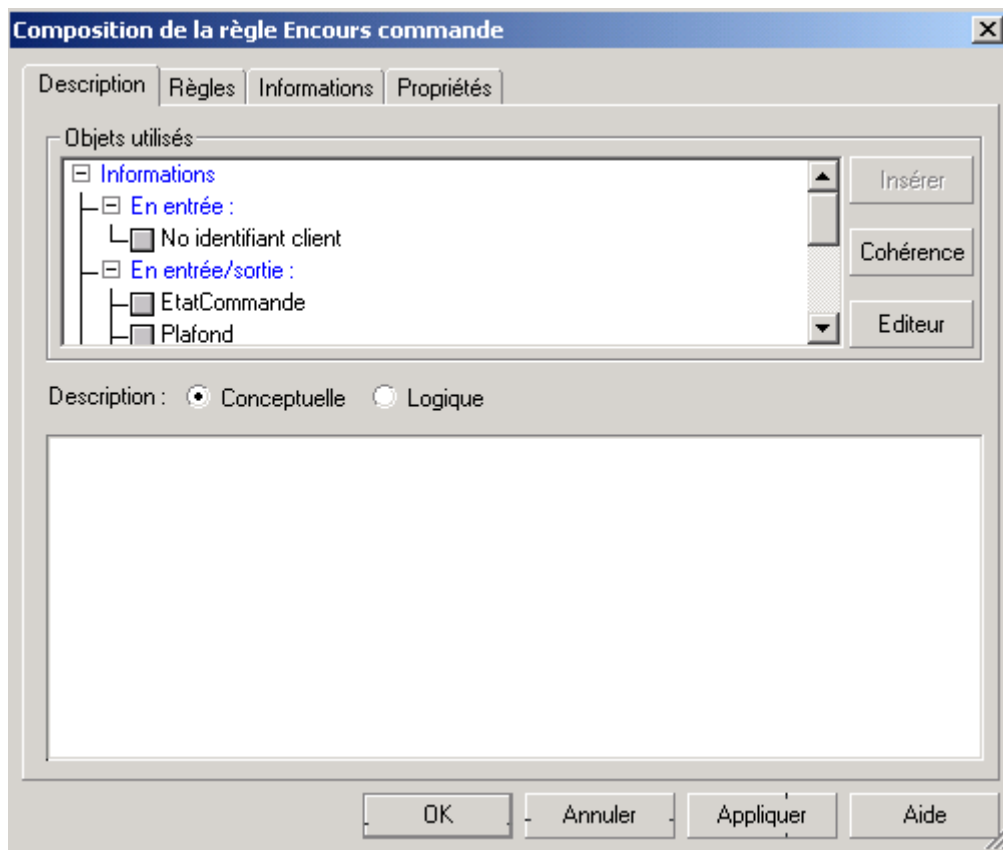 Composition de la règle Encours commande
Description Règles Informations Propriétés
Objets utilisés
Informations
En entrée :
No identifiant client
En entrée/sortie :
EtatCommande
Plafond
Insérer
Cohérence
Editeur
Description : Conceptuelle Logique
OK Annuler Appliquer Aide